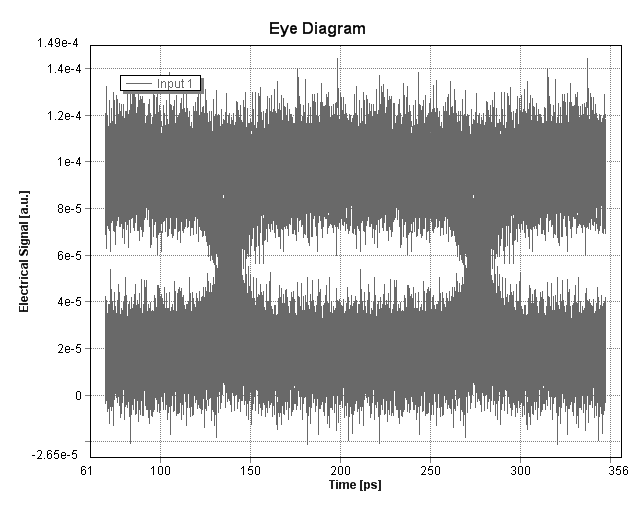 Eye Diagram
1.49e-4
1.4e-4
Input 1
1.2e-4
1e-4
8e-5
6e-5
4e-5
2e-5
0
-2.65e-5
Electrical Signal [a.u.]
61 100 150 200 250 300 356
Time [ps]